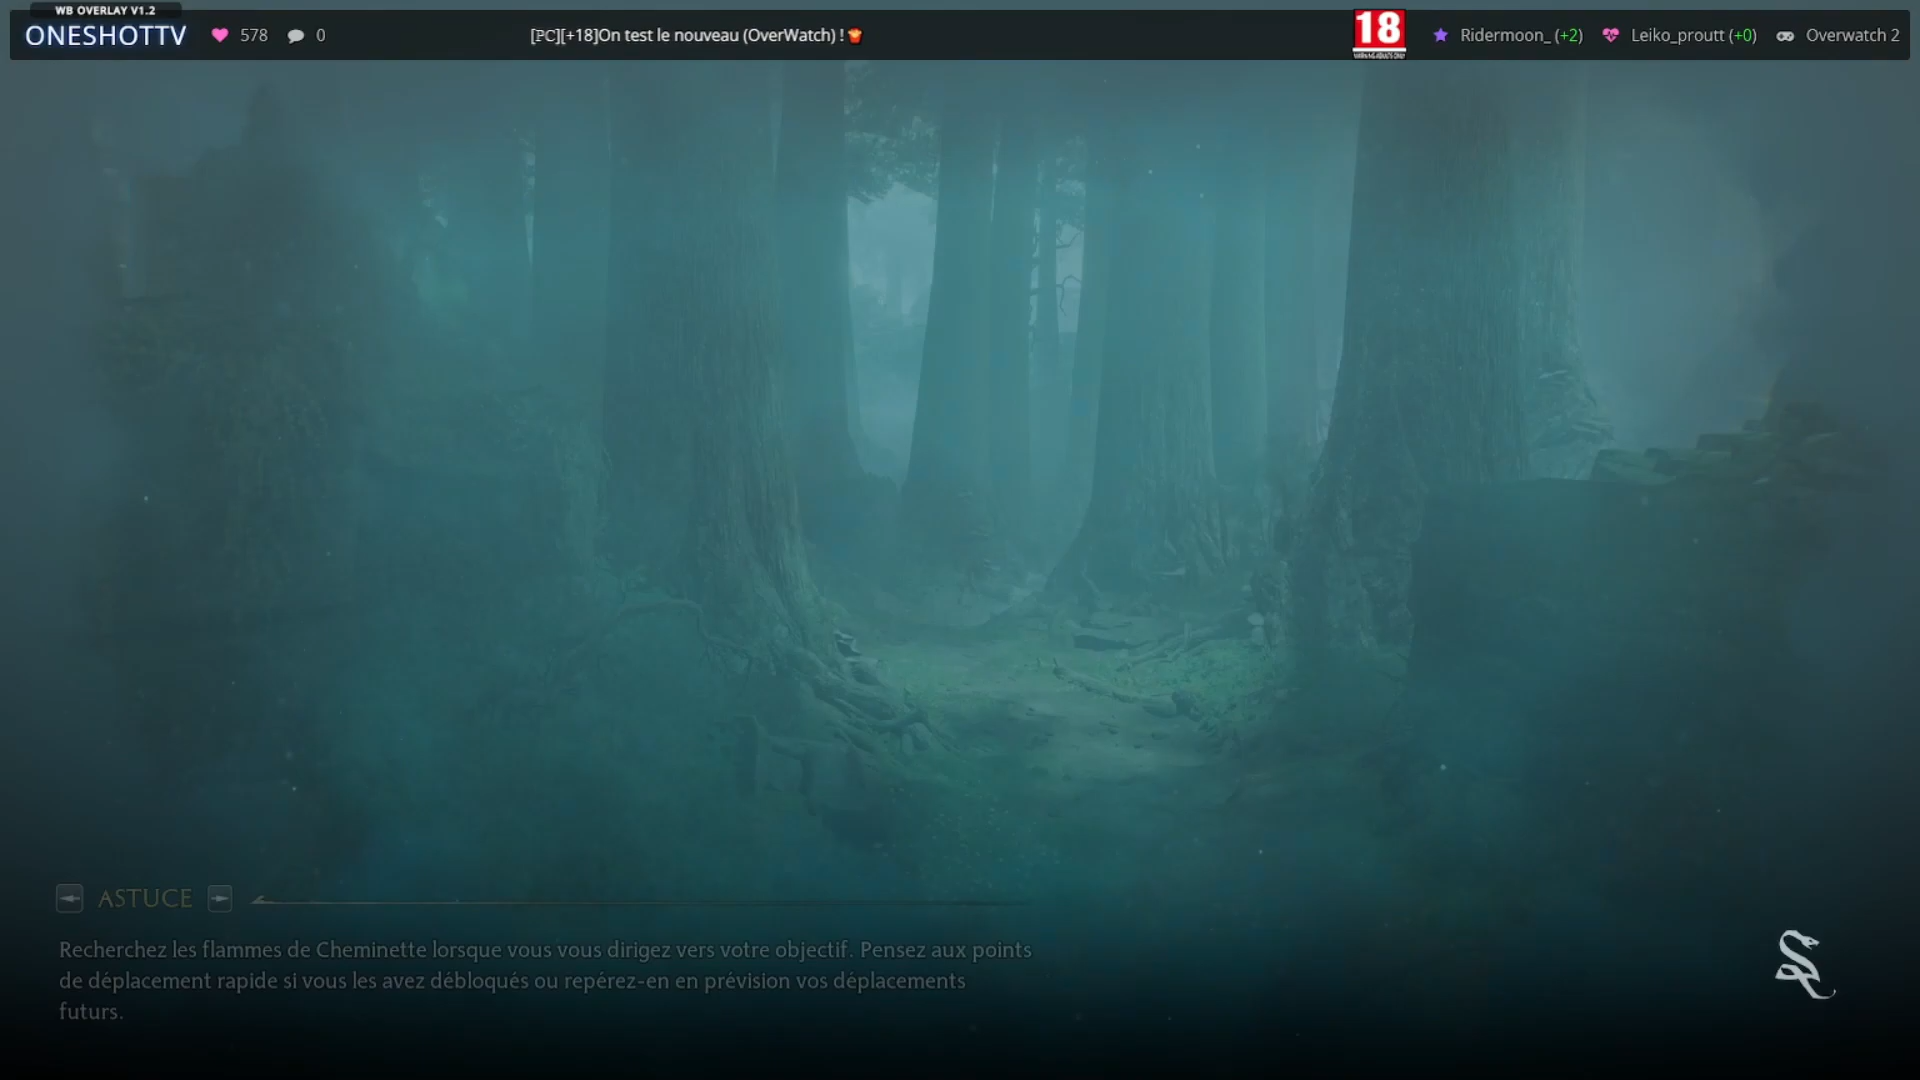 WB OVERLAY V1.2
ONESHOTTV 578 0 [PC][+18]On test le nouveau (OverWatch) ! 18 Ridermoon_ (+2) Leiko_proutt (+0) Overwatch 2
ASTUCE
Recherchez les flammes de Cheminette lorsque vous vous dirigez vers votre objectif. Pensez aux points
de déplacement rapide si vous les avez débloqués ou repérez-en en prévision vos déplacements
futurs.